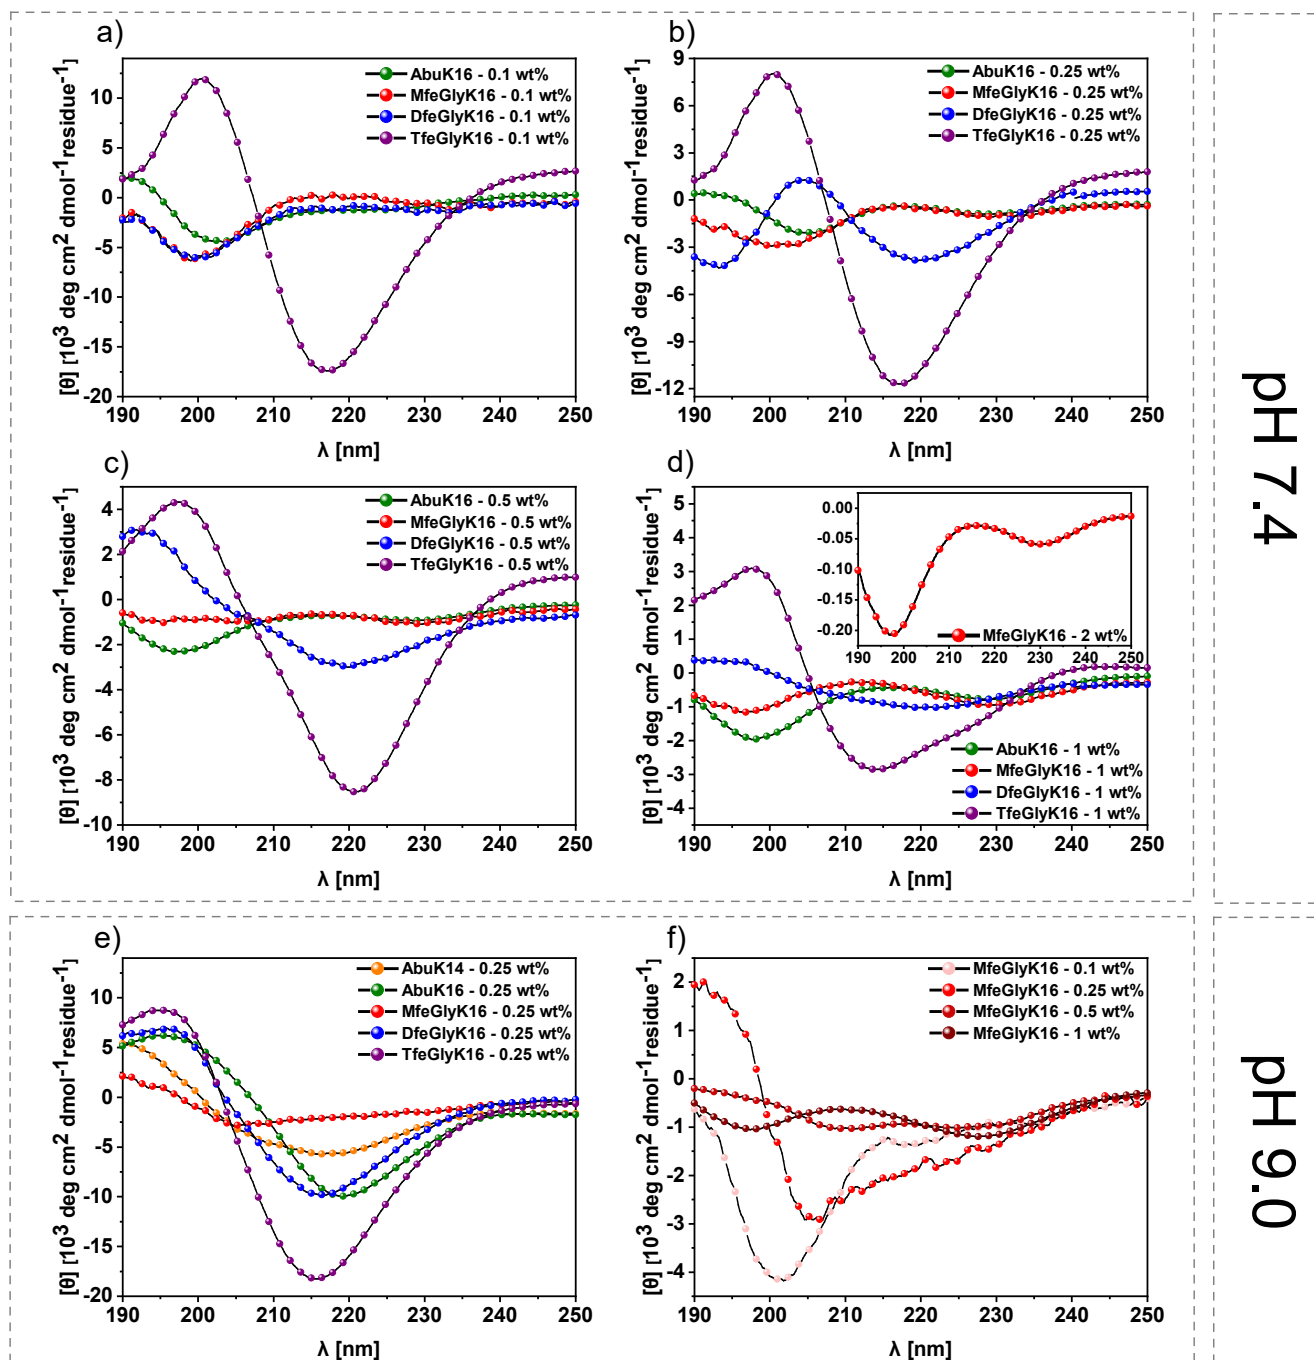 a)
[θ] [10³ deg cm² dmol⁻¹residue⁻¹]
10
5
0
-5
-10
-15
-20
AbuK16 - 0.1 wt%
MfeGlyK16 - 0.1 wt%
DfeGlyK16 - 0.1 wt%
TfeGlyK16 - 0.1 wt%
190 200 210 220 230 240 250
λ [nm]
b)
[θ] [10³ deg cm² dmol⁻¹residue⁻¹]
9
6
3
0
-3
-6
-9
-12
AbuK16 - 0.25 wt%
MfeGlyK16 - 0.25 wt%
DfeGlyK16 - 0.25 wt%
TfeGlyK16 - 0.25 wt%
190 200 210 220 230 240 250
λ [nm]
c)
[θ] [10³ deg cm² dmol⁻¹residue⁻¹]
4
2
0
-2
-4
-6
-8
-10
AbuK16 - 0.5 wt%
MfeGlyK16 - 0.5 wt%
DfeGlyK16 - 0.5 wt%
TfeGlyK16 - 0.5 wt%
190 200 210 220 230 240 250
λ [nm]
d)
[θ] [10³ deg cm² dmol⁻¹residue⁻¹]
5
4
3
2
1
0
-1
-2
-3
-4
0.00
-0.05
-0.10
-0.15
-0.20
MfeGlyK16 - 2 wt%
190 200 210 220 230 240 250
AbuK16 - 1 wt%
MfeGlyK16 - 1 wt%
DfeGlyK16 - 1 wt%
TfeGlyK16 - 1 wt%
190 200 210 220 230 240 250
λ [nm]
pH 7.4
e)
[θ] [10³ deg cm² dmol⁻¹residue⁻¹]
10
5
0
-5
-10
-15
-20
AbuK14 - 0.25 wt%
AbuK16 - 0.25 wt%
MfeGlyK16 - 0.25 wt%
DfeGlyK16 - 0.25 wt%
TfeGlyK16 - 0.25 wt%
190 200 210 220 230 240 250
λ [nm]
f)
[θ] [10³ deg cm² dmol⁻¹residue⁻¹]
2
1
0
-1
-2
-3
-4
MfeGlyK16 - 0.1 wt%
MfeGlyK16 - 0.25 wt%
MfeGlyK16 - 0.5 wt%
MfeGlyK16 - 1 wt%
190 200 210 220 230 240 250
λ [nm]
pH 9.0